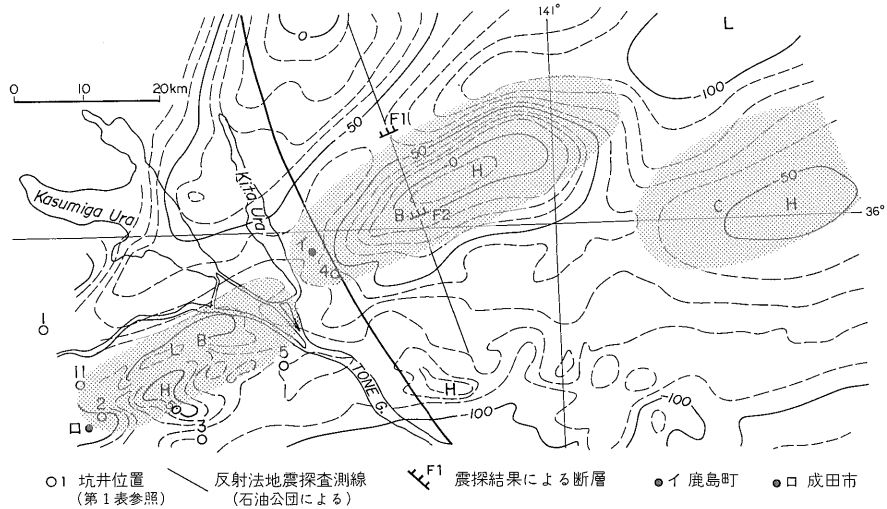 141°
L
0
0 10 20km
100
50
F1
50
0
H
50
Kasumiga Urai
Kita Urai
B
F2
C
H
36°
イ
4
1
L
B
5
11
H
H
TONE G.
2
ロ
3
100
100
○1 坑井位置
(第1表参照)
反射法地震探査測線
(石油公団による)
F1 震探結果による断層
●イ 鹿島町
●ロ 成田市